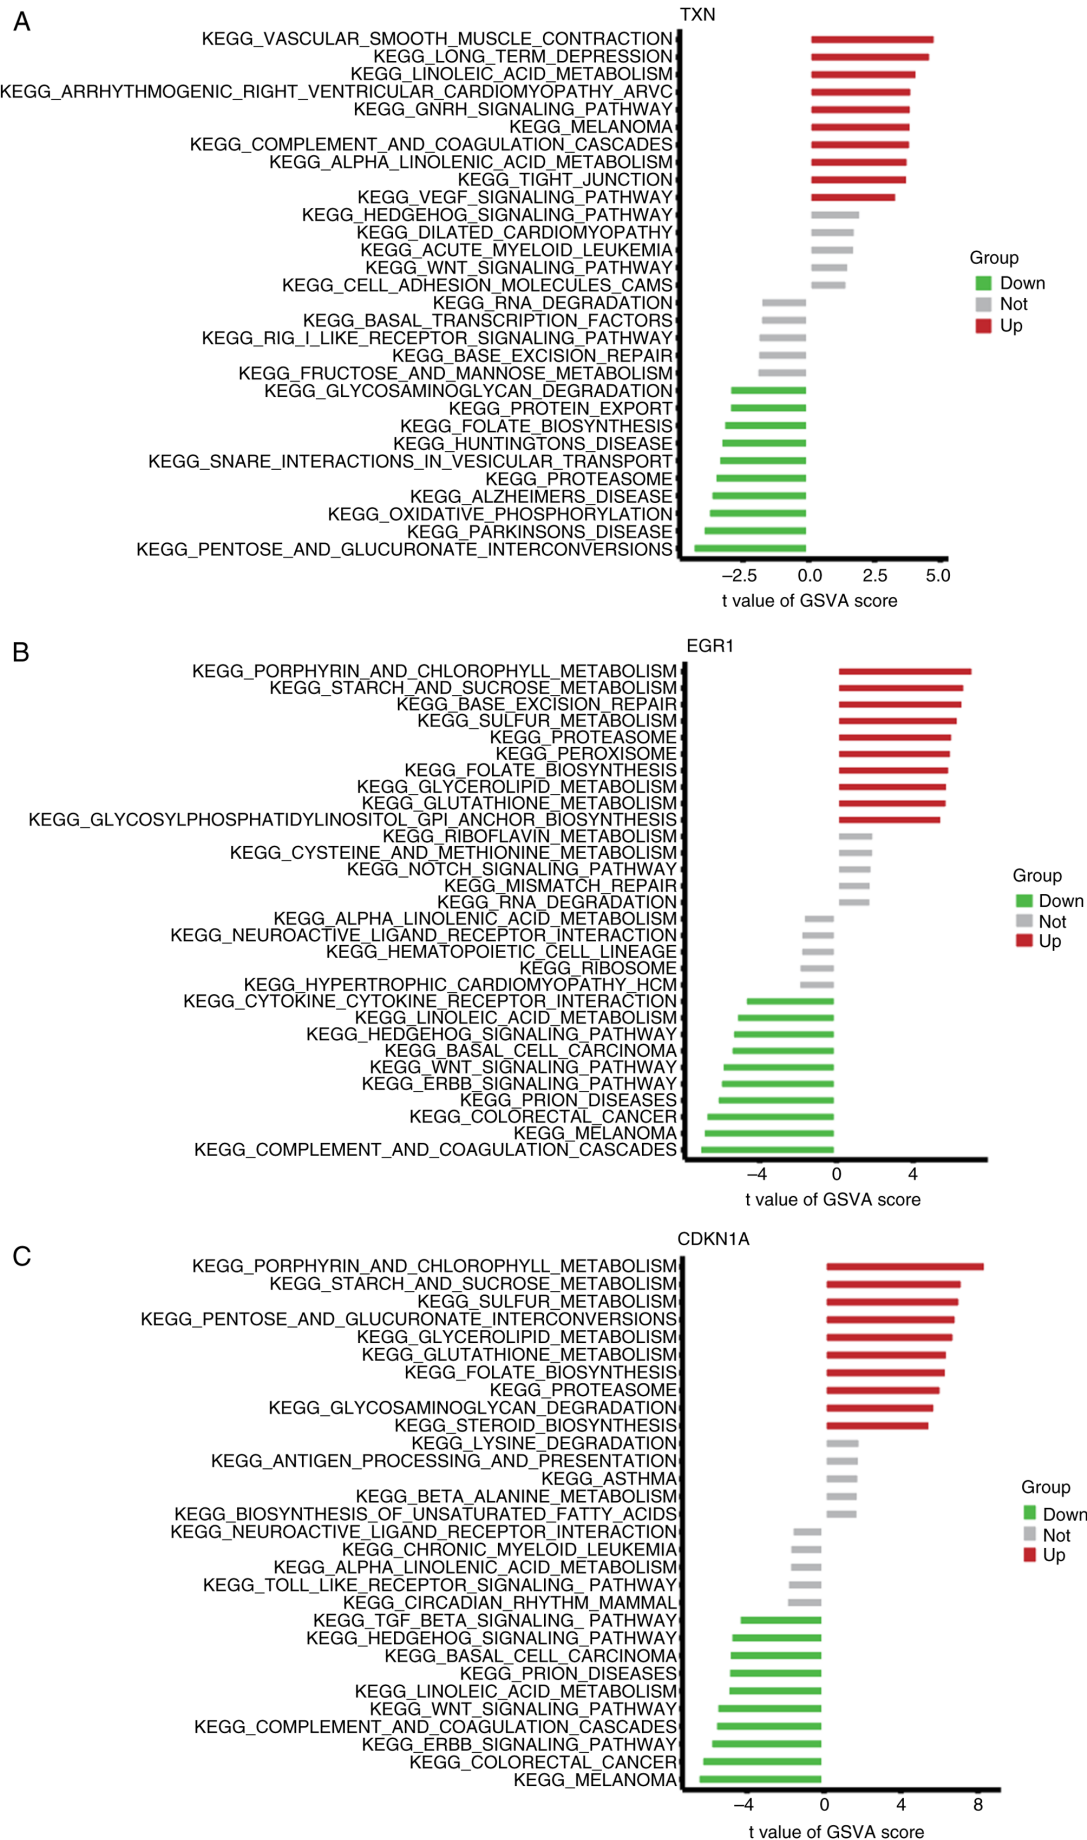 A
TXN
KEGG_VASCULAR_SMOOTH_MUSCLE_CONTRACTION
KEGG_LONG_TERM_DEPRESSION
KEGG_LINOLEIC_ACID_METABOLISM
KEGG_ARRHYTHMOGENIC_RIGHT_VENTRICULAR_CARDIOMYOPATHY_ARVC
KEGG_GNRH_SIGNALING_PATHWAY
KEGG_MELANOMA
KEGG_COMPLEMENT_AND_COAGULATION_CASCADES
KEGG_ALPHA_LINOLENIC_ACID_METABOLISM
KEGG_TIGHT_JUNCTION
KEGG_VEGF_SIGNALING_PATHWAY
KEGG_HEDGEHOG_SIGNALING_PATHWAY
KEGG_DILATED_CARDIOMYOPATHY
KEGG_ACUTE_MYELOID_LEUKEMIA
KEGG_WNT_SIGNALING_PATHWAY
KEGG_CELL_ADHESION_MOLECULES_CAMS
KEGG_RNA_DEGRADATION
KEGG_BASAL_TRANSCRIPTION_FACTORS
KEGG_RIG_I_LIKE_RECEPTOR_SIGNALING_PATHWAY
KEGG_BASE_EXCISION_REPAIR
KEGG_FRUCTOSE_AND_MANNOSE_METABOLISM
KEGG_GLYCOSAMINOGLYCAN_DEGRADATION
KEGG_PROTEIN_EXPORT
KEGG_FOLATE_BIOSYNTHESIS
KEGG_HUNTINGTONS_DISEASE
KEGG_SNARE_INTERACTIONS_IN_VESICULAR_TRANSPORT
KEGG_PROTEASOME
KEGG_ALZHEIMERS_DISEASE
KEGG_OXIDATIVE_PHOSPHORYLATION
KEGG_PARKINSONS_DISEASE
KEGG_PENTOSE_AND_GLUCURONATE_INTERCONVERSIONS
−2.5 0.0 2.5 5.0
t value of GSVA score
Group
Down
Not
Up
B
EGR1
KEGG_PORPHYRIN_AND_CHLOROPHYLL_METABOLISM
KEGG_STARCH_AND_SUCROSE_METABOLISM
KEGG_BASE_EXCISION_REPAIR
KEGG_SULFUR_METABOLISM
KEGG_PROTEASOME
KEGG_PEROXISOME
KEGG_FOLATE_BIOSYNTHESIS
KEGG_GLYCEROLIPID_METABOLISM
KEGG_GLUTATHIONE_METABOLISM
KEGG_GLYCOSYLPHOSPHATIDYLINOSITOL_GPI_ANCHOR_BIOSYNTHESIS
KEGG_RIBOFLAVIN_METABOLISM
KEGG_CYSTEINE_AND_METHIONINE_METABOLISM
KEGG_NOTCH_SIGNALING_PATHWAY
KEGG_MISMATCH_REPAIR
KEGG_RNA_DEGRADATION
KEGG_ALPHA_LINOLENIC_ACID_METABOLISM
KEGG_NEUROACTIVE_LIGAND_RECEPTOR_INTERACTION
KEGG_HEMATOPOIETIC_CELL_LINEAGE
KEGG_RIBOSOME
KEGG_HYPERTROPHIC_CARDIOMYOPATHY_HCM
KEGG_CYTOKINE_CYTOKINE_RECEPTOR_INTERACTION
KEGG_LINOLEIC_ACID_METABOLISM
KEGG_HEDGEHOG_SIGNALING_PATHWAY
KEGG_BASAL_CELL_CARCINOMA
KEGG_WNT_SIGNALING_PATHWAY
KEGG_ERBB_SIGNALING_PATHWAY
KEGG_PRION_DISEASES
KEGG_COLORECTAL_CANCER
KEGG_MELANOMA
KEGG_COMPLEMENT_AND_COAGULATION_CASCADES
−4 0 4
t value of GSVA score
Group
Down
Not
Up
C
CDKN1A
KEGG_PORPHYRIN_AND_CHLOROPHYLL_METABOLISM
KEGG_STARCH_AND_SUCROSE_METABOLISM
KEGG_SULFUR_METABOLISM
KEGG_PENTOSE_AND_GLUCURONATE_INTERCONVERSIONS
KEGG_GLYCEROLIPID_METABOLISM
KEGG_GLUTATHIONE_METABOLISM
KEGG_FOLATE_BIOSYNTHESIS
KEGG_PROTEASOME
KEGG_GLYCOSAMINOGLYCAN_DEGRADATION
KEGG_STEROID_BIOSYNTHESIS
KEGG_LYSINE_DEGRADATION
KEGG_ANTIGEN_PROCESSING_AND_PRESENTATION
KEGG_ASTHMA
KEGG_BETA_ALANINE_METABOLISM
KEGG_BIOSYNTHESIS_OF_UNSATURATED_FATTY_ACIDS
KEGG_NEUROACTIVE_LIGAND_RECEPTOR_INTERACTION
KEGG_CHRONIC_MYELOID_LEUKEMIA
KEGG_ALPHA_LINOLENIC_ACID_METABOLISM
KEGG_TOLL_LIKE_RECEPTOR_SIGNALING_ PATHWAY
KEGG_CIRCADIAN_RHYTHM_MAMMAL
KEGG_TGF_BETA_SIGNALING_ PATHWAY
KEGG_HEDGEHOG_SIGNALING_PATHWAY
KEGG_BASAL_CELL_CARCINOMA
KEGG_PRION_DISEASES
KEGG_LINOLEIC_ACID_METABOLISM
KEGG_WNT_SIGNALING_PATHWAY
KEGG_COMPLEMENT_AND_COAGULATION_CASCADES
KEGG_ERBB_SIGNALING_PATHWAY
KEGG_COLORECTAL_CANCER
KEGG_MELANOMA
−4 0 4 8
t value of GSVA score
Group
Down
Not
Up